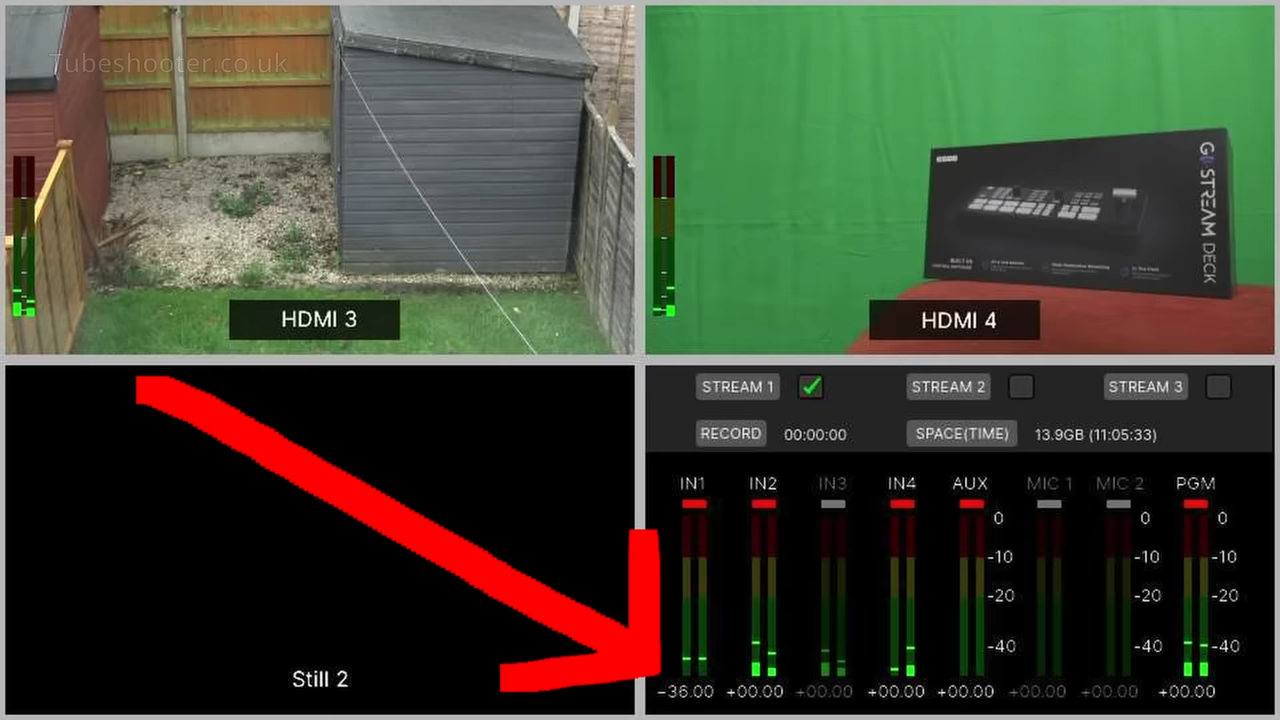 Tubeshooter.co.uk
HDMI 3
GOSTREAM DECK
BUILT IN
HDMI 4
Still 2
STREAM 1 STREAM 2 STREAM 3
RECORD 00:00:00 SPACE(TIME) 13.9GB (11:05:33)
IN1 IN2 IN3 IN4 AUX MIC 1 MIC 2 PGM
0 0 0
-10 -10 -10
-20 -20 -20
-40 -40 -40
-36.00 +00.00 +00.00 +00.00 +00.00 +00.00 +00.00 +00.00